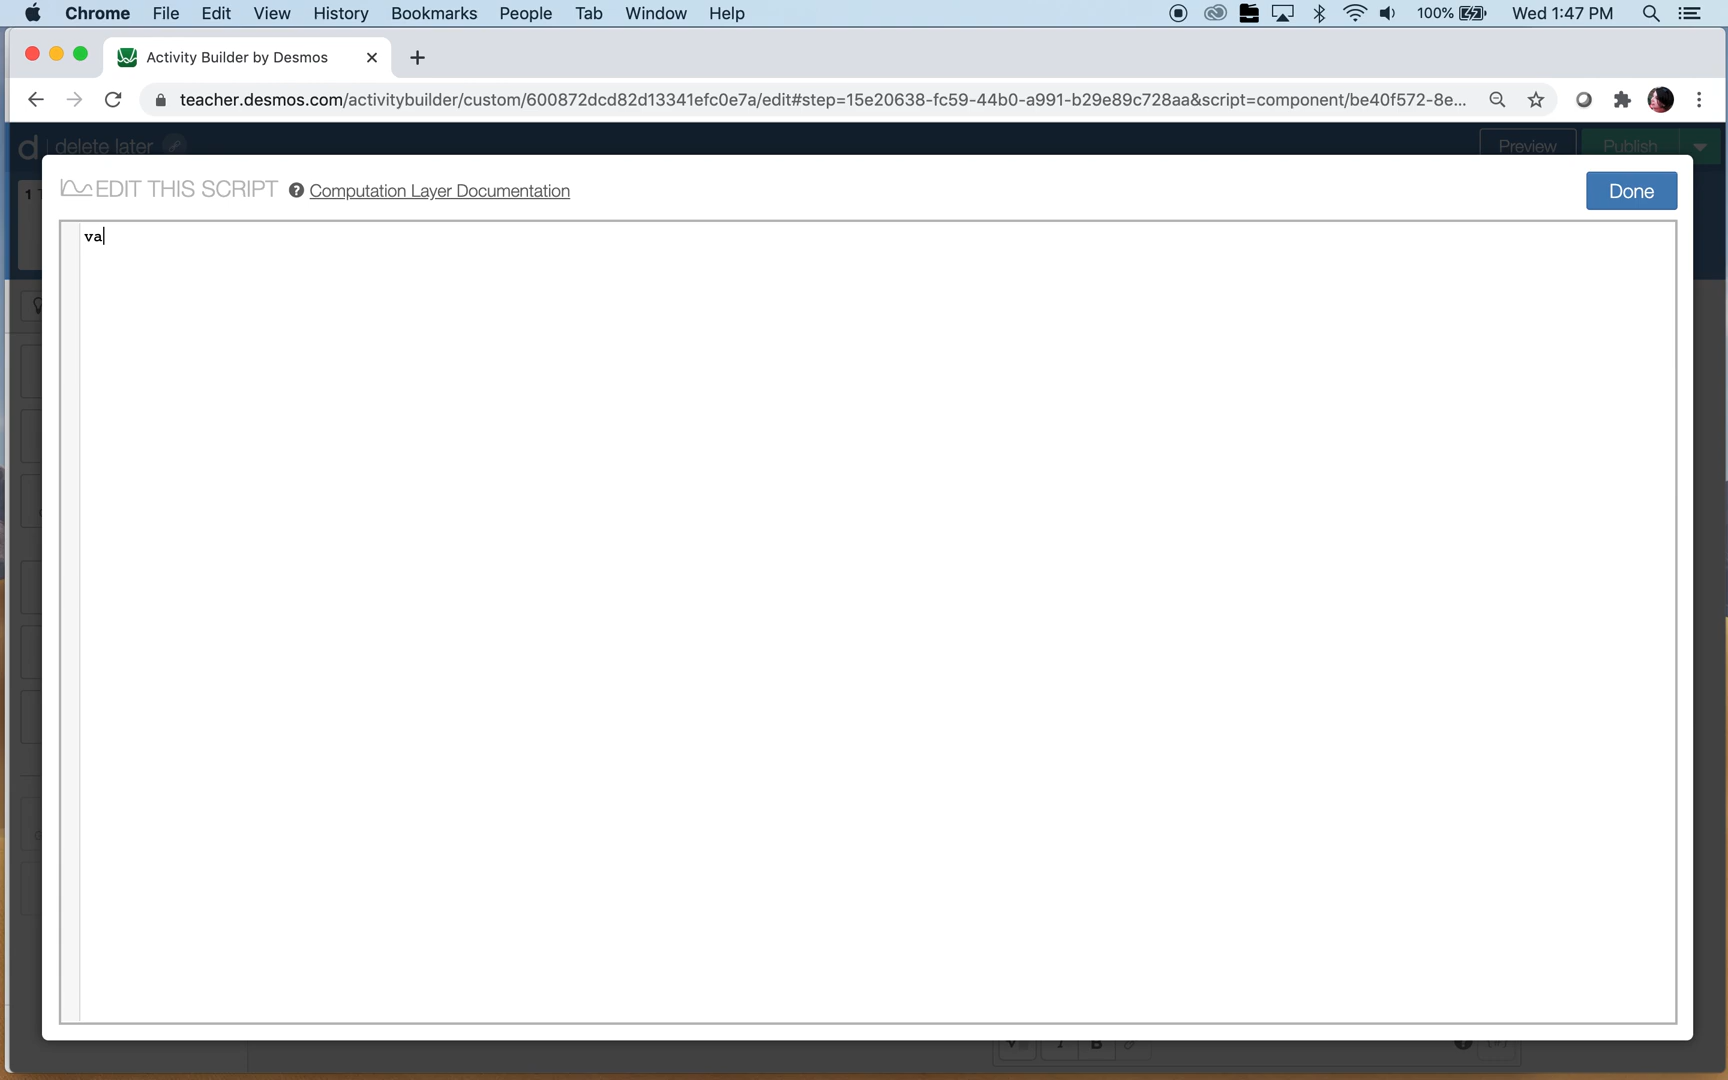 Chrome File Edit View History Bookmarks People Tab Window Help 100% Wed 1:47 PM
Activity Builder by Desmos
teacher.desmos.com/activitybuilder/custom/600872dcd82d13341efc0e7a/edit#step=15e20638-fc59-44b0-a991-b29e89c728aa&script=component/be40f572-8e...
d delete later Preview Publish
1
EDIT THIS SCRIPT ? Computation Layer Documentation Done
va